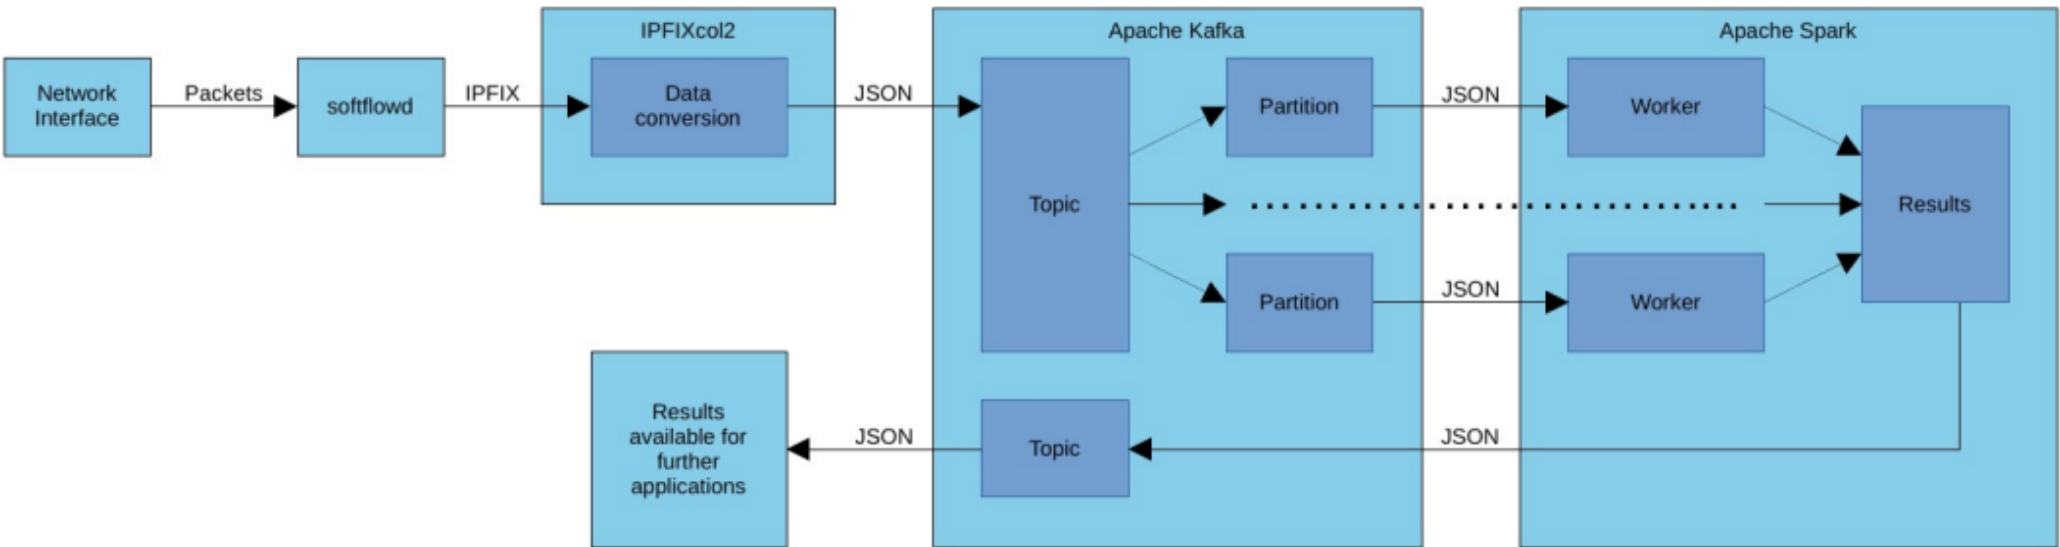 IPFIXcol2
Apache Kafka
Apache Spark
Network
Interface
Packets
softflowd
IPFIX
Data
conversion
JSON
Topic
Partition
JSON
Worker
Results
Partition
JSON
Worker
Results
available for
further
applications
JSON
Topic
JSON